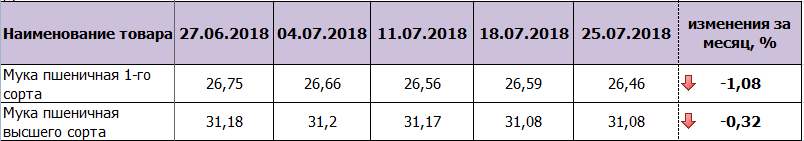 Наименование товара 27.06.2018 04.07.2018 11.07.2018 18.07.2018 25.07.2018 изменения за
месяц, %
Мука пшеничная 1-го
сорта 26,75 26,66 26,56 26,59 26,46 -1,08
Мука пшеничная
высшего сорта 31,18 31,2 31,17 31,08 31,08 -0,32